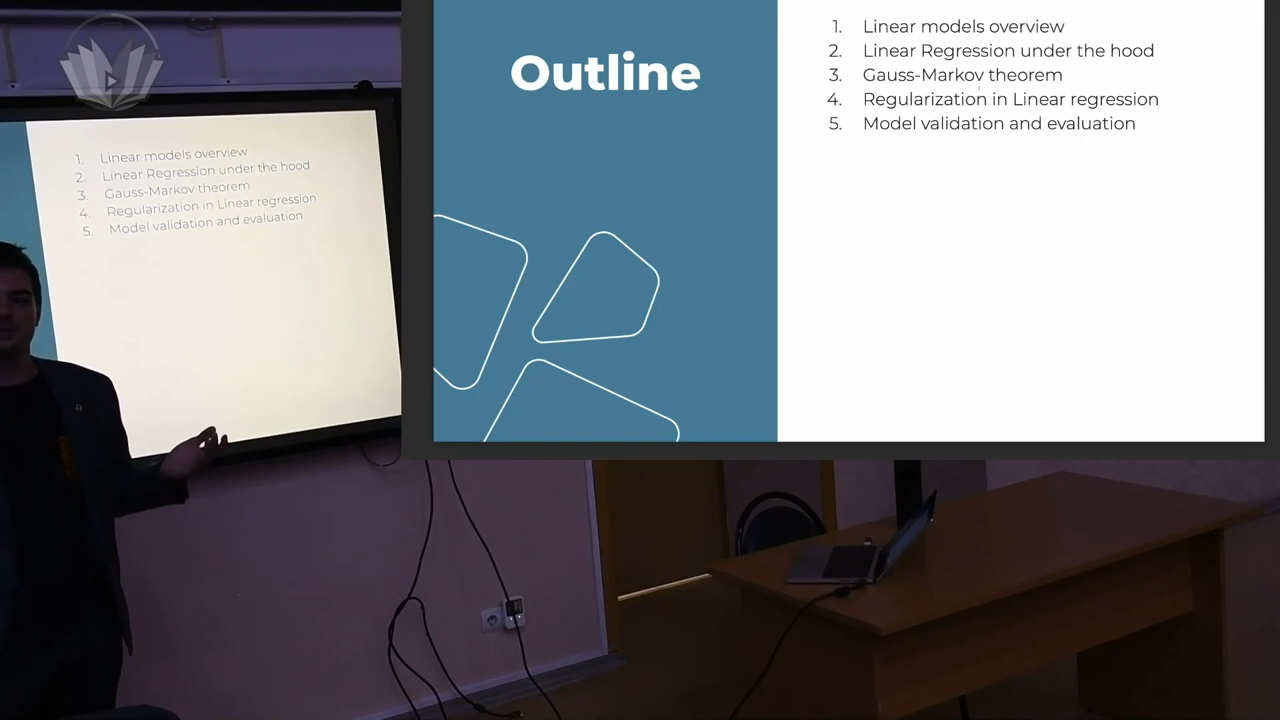 Outline
1. Linear models overview
2. Linear Regression under the hood
3. Gauss-Markov theorem
4. Regularization in Linear regression
5. Model validation and evaluation
1. Linear models overview
2. Linear Regression under the hood
3. Gauss-Markov theorem
4. Regularization in Linear regression
5. Model validation and evaluation